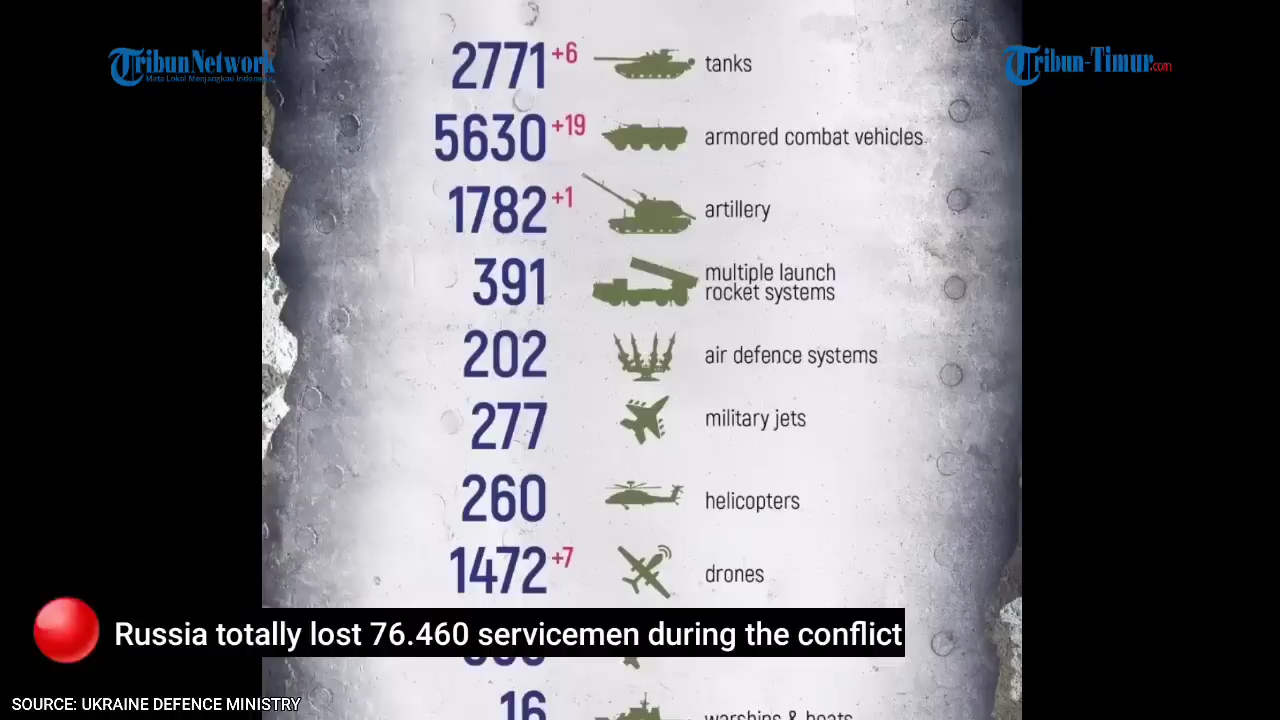 TribunNetwork
Mata Lokal Menjangkau Indonesia
Tribun-Timur.com
2771 +6 tanks
5630 +19 armored combat vehicles
1782 +1 artillery
391 multiple launch
rocket systems
202 air defence systems
277 military jets
260 helicopters
1472 +7 drones
Russia totally lost 76.460 servicemen during the conflict
16 warships & boats
SOURCE: UKRAINE DEFENCE MINISTRY